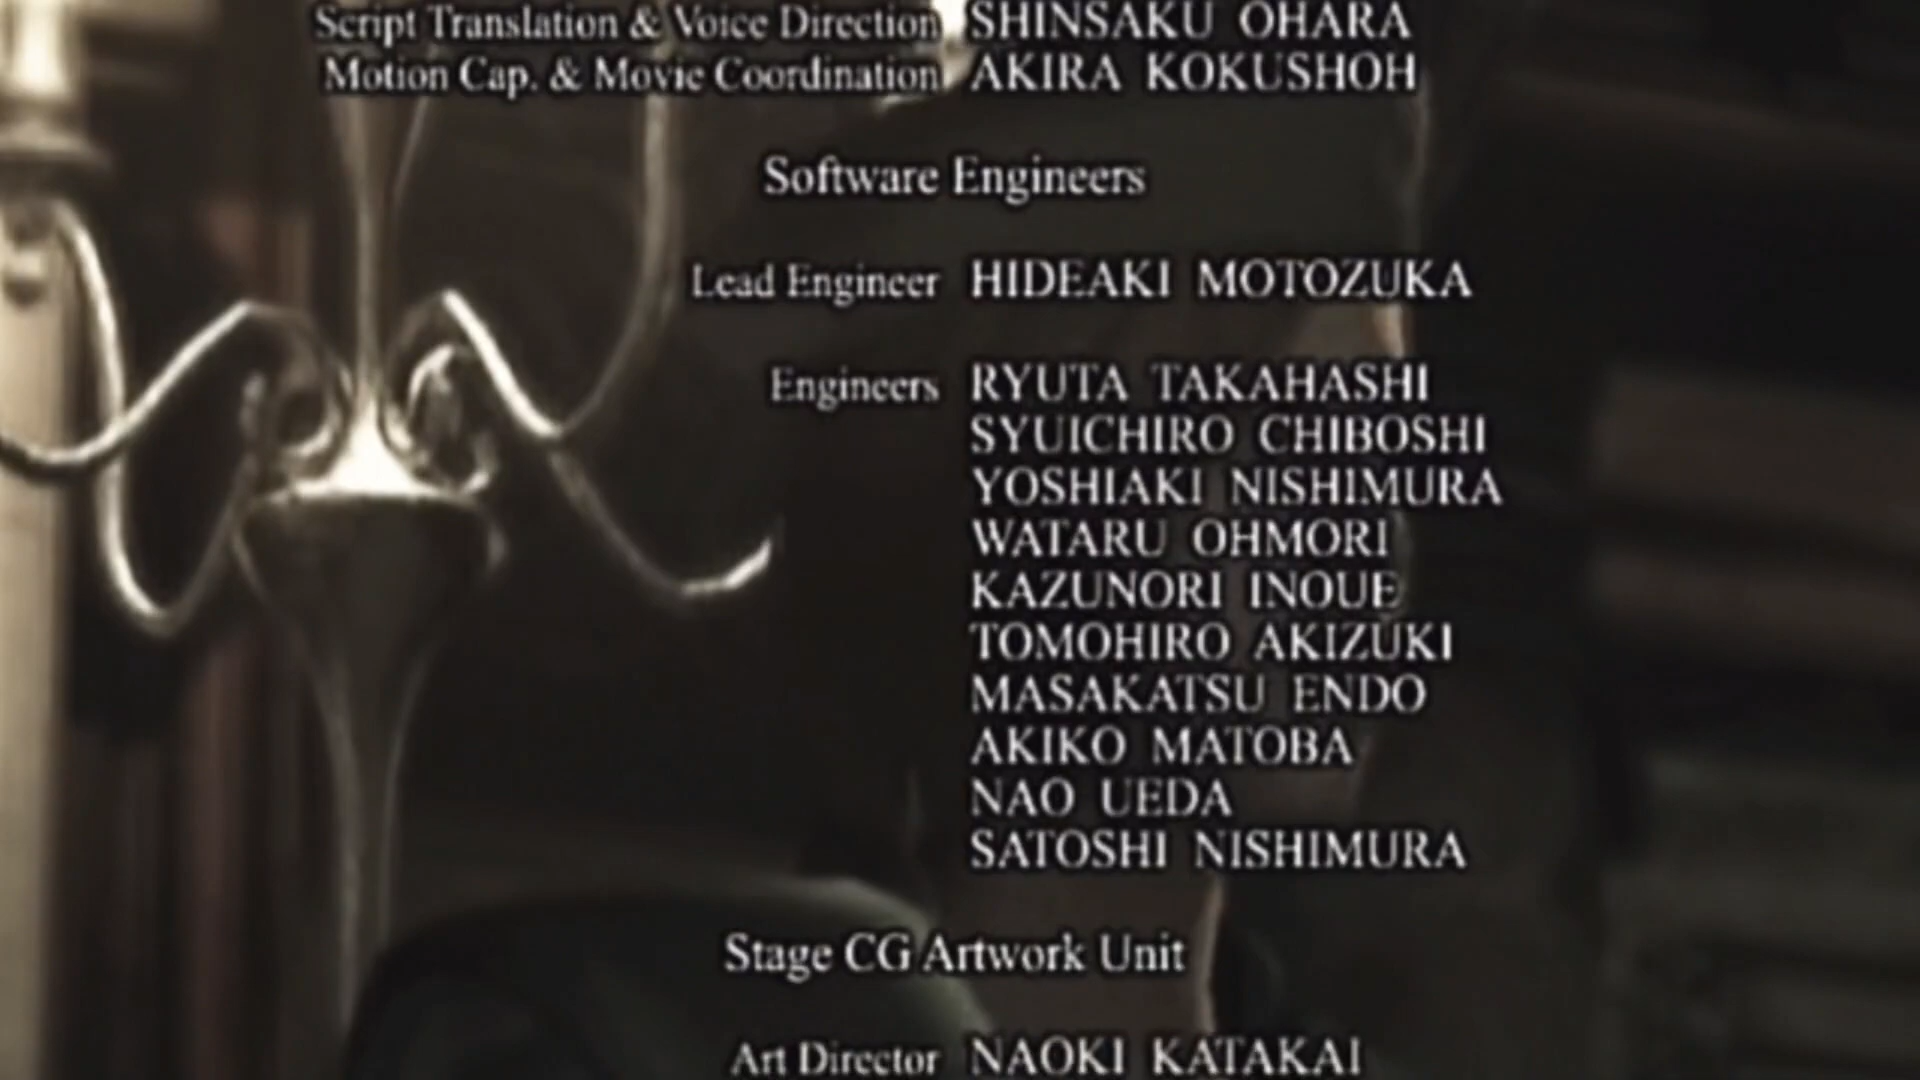 Script Translation & Voice Direction SHINSAKU OHARA
Motion Cap. & Movie Coordination AKIRA KOKUSHOH
Software Engineers
Lead Engineer HIDEAKI MOTOZUKA
Engineers RYUTA TAKAHASHI
SYUICHIRO CHIBOSHI
YOSHIAKI NISHIMURA
WATARU OHMORI
KAZUNORI INOUE
TOMOHIRO AKIZUKI
MASAKATSU ENDO
AKIKO MATOBA
NAO UEDA
SATOSHI NISHIMURA
Stage CG Artwork Unit
Art Director NAOKI KATAKAI